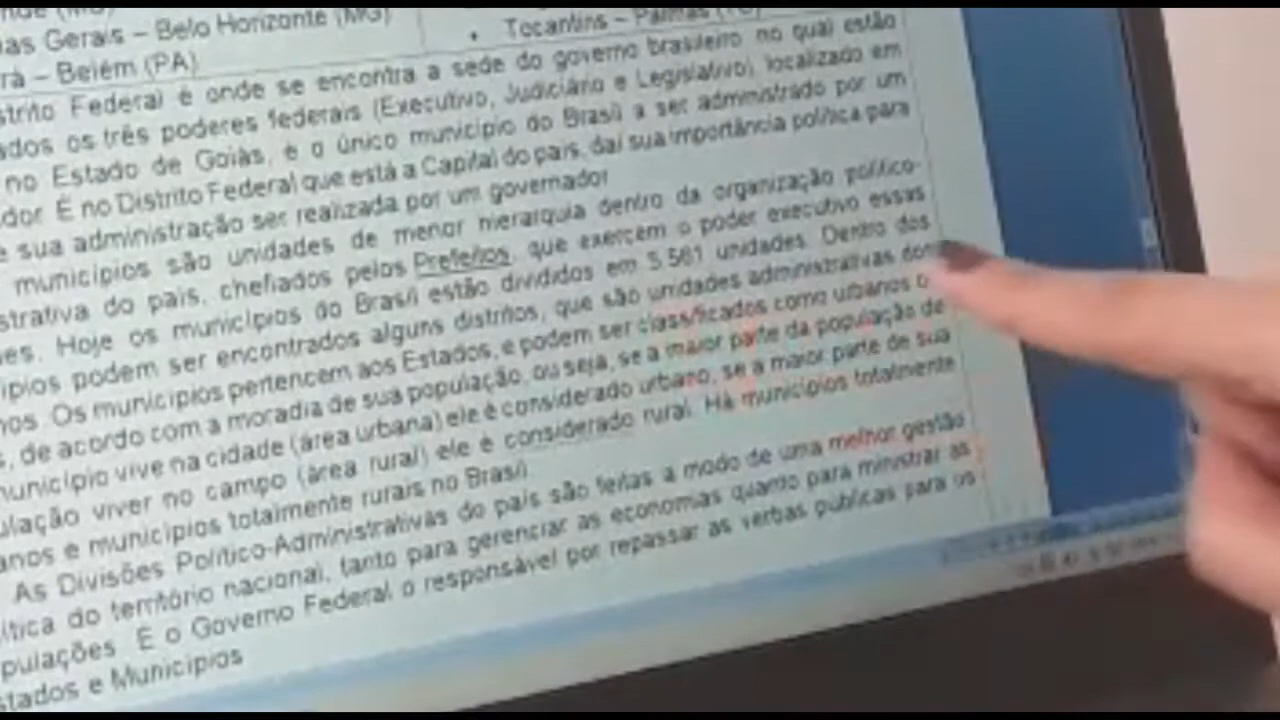 nas Gerais – Belo Horizonte (MG)
• Tocantins – Palmas (TO)
rá – Belém (PA)
strito Federal é onde se encontra a sede do governo brasileiro no qual estão
ados os três poderes federais (Executivo, Judiciário e Legislativo), localizado em
no Estado de Goiás, é o único município do Brasil a ser administrado por um
dor. É no Distrito Federal que está a Capital do país, daí sua importância política para
e sua administração ser realizada por um governador
municípios são unidades de menor hierarquia dentro da organização político-
strativa do país, chefiados pelos Prefeitos, que exercem o poder executivo essas
es. Hoje os municípios do Brasil estão divididos em 5.561 unidades. Dentro dos
ípios podem ser encontrados alguns distritos, que são unidades administrativas dos
nos. Os municípios pertencem aos Estados, e podem ser classificados como urbanos o
s, de acordo com a moradia de sua população, ou seja, se a maior parte da população de
unicípio vive na cidade (área urbana) ele é considerado urbano, se a maior parte de sua
ulação viver no campo (área rural) ele é considerado rural. Há municípios totalmente
anos e municípios totalmente rurais no Brasil.
As Divisões Político-Administrativas do país são feitas a modo de uma melhor gestão
ítica do território nacional, tanto para gerenciar as economias quanto para ministrar as
pulações. É o Governo Federal o responsável por repassar as verbas públicas para os
stados e Municípios